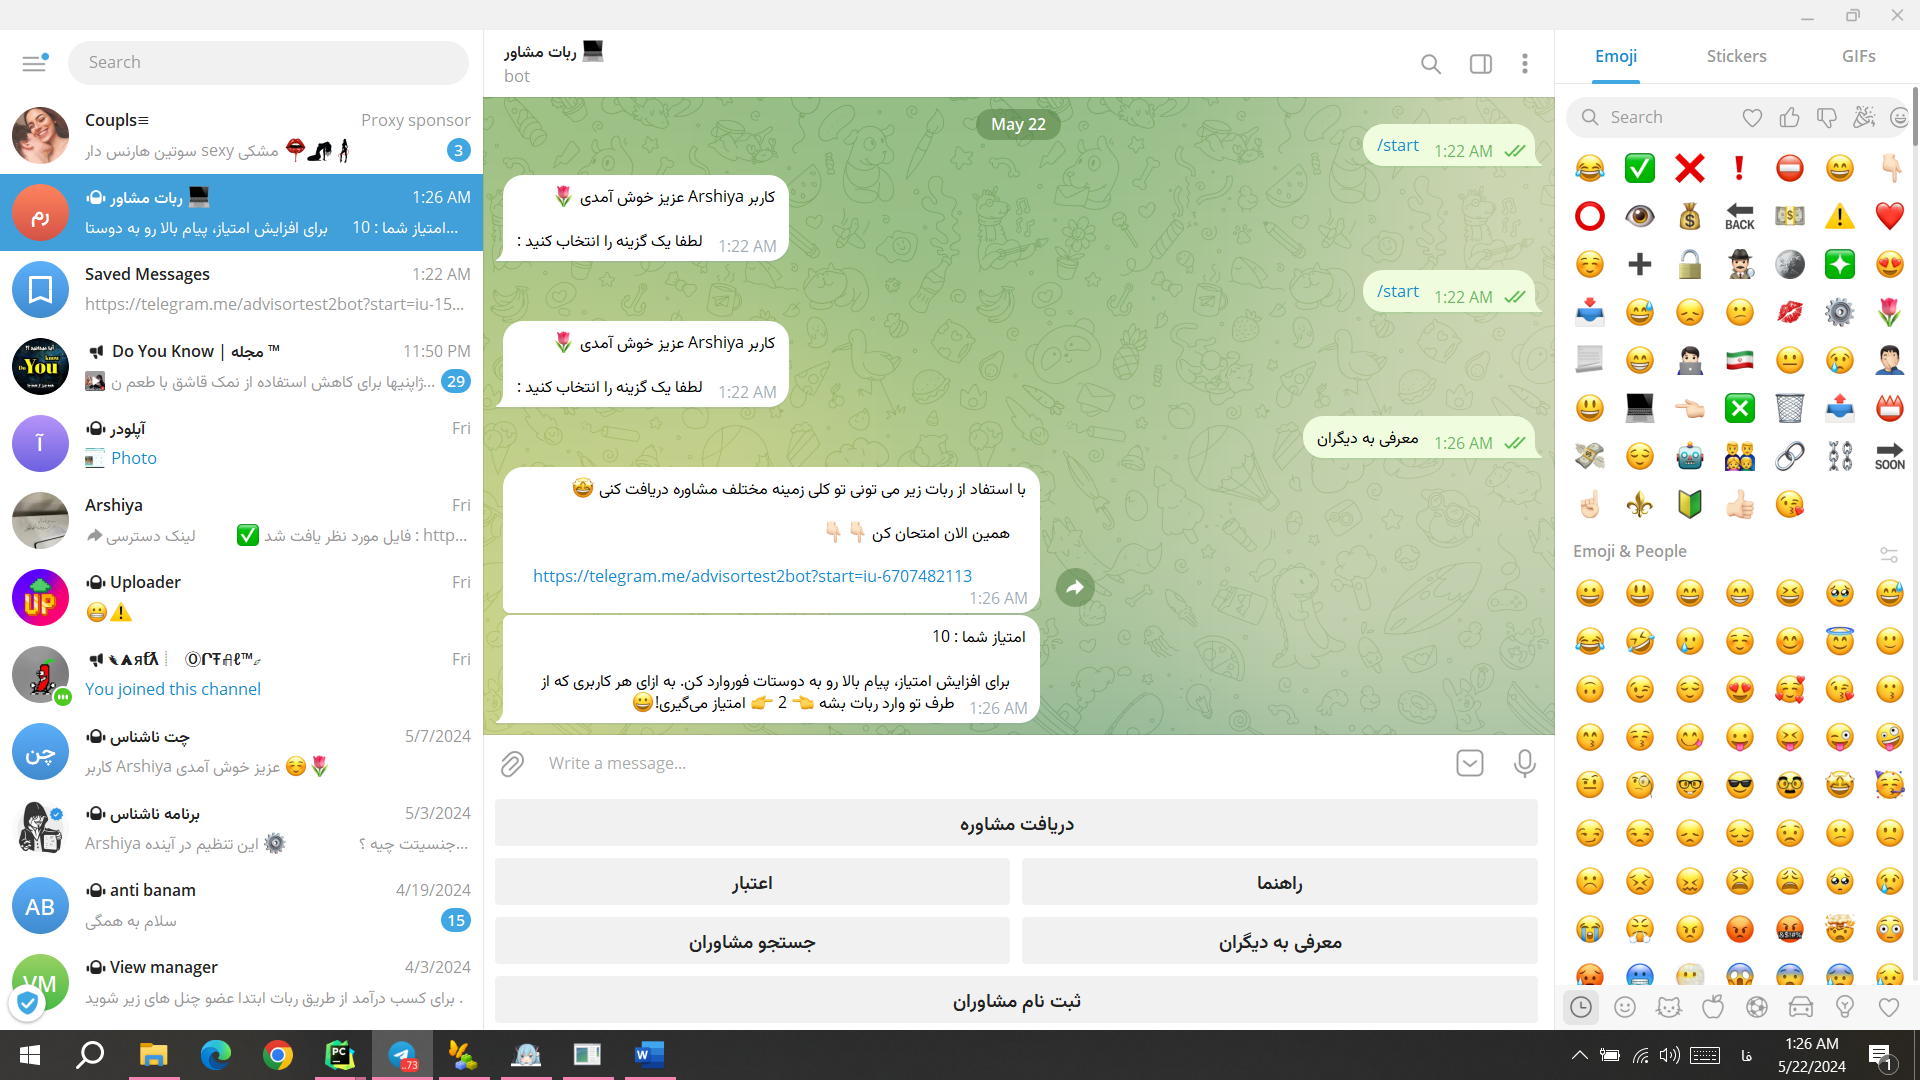 Search
Coupls≡
Proxy sponsor
مشکی sexy سوتین هارنس دار
3
ربات مشاور
1:26 AM
رم
امتیاز شما : 10 برای افزایش امتیاز، پیام بالا رو به دوستا...
Saved Messages
1:22 AM
https://telegram.me/advisortest2bot?start=iu-15...
Do You Know | مجله ™
11:50 PM
ژاپنیها برای کاهش استفاده از نمک قاشق با طعم ن...
29
آپلودر
Fri
آ
Photo
Arshiya
Fri
لینک دسترسی ✅ فایل مورد نظر یافت شد : http...
Uploader
Fri
UP
😬⚠️
Fri
You joined this channel
چت ناشناس
5/7/2024
چن
کاربر Arshiya عزیز خوش آمدی ☺️🌷
برنامه ناشناس
5/3/2024
Arshiya این تنظیم در آینده ⚙️ جنسیتت چیه ؟...
anti banam
4/19/2024
AB
سلام به همگی
15
View manager
4/3/2024
VM
برای کسب درآمد از طریق ربات ابتدا عضو چنل های زیر شوید .
ربات مشاور 💻
bot
May 22
/start 1:22 AM
کاربر Arshiya عزیز خوش آمدی 🌷
لطفا یک گزینه را انتخاب کنید :
1:22 AM
/start 1:22 AM
کاربر Arshiya عزیز خوش آمدی 🌷
لطفا یک گزینه را انتخاب کنید :
1:22 AM
معرفی به دیگران 1:26 AM
با استفاد از ربات زیر می تونی تو کلی زمینه مختلف مشاوره دریافت کنی 🤩
همین الان امتحان کن 👇🏻👇🏻
https://telegram.me/advisortest2bot?start=iu-6707482113
1:26 AM
امتیاز شما : 10
برای افزایش امتیاز، پیام بالا رو به دوستات فوروارد کن. به ازای هر کاربری که از
طرف تو وارد ربات بشه 👈 2 👉 امتیاز می‌گیری!😀
1:26 AM
Write a message...
دریافت مشاوره
اعتبار
راهنما
جستجو مشاوران
معرفی به دیگران
ثبت نام مشاوران
Emoji
Stickers
GIFs
Search
BACK
SOON
Emoji & People
PC
..73
W
فا
1:26 AM
5/22/2024
1